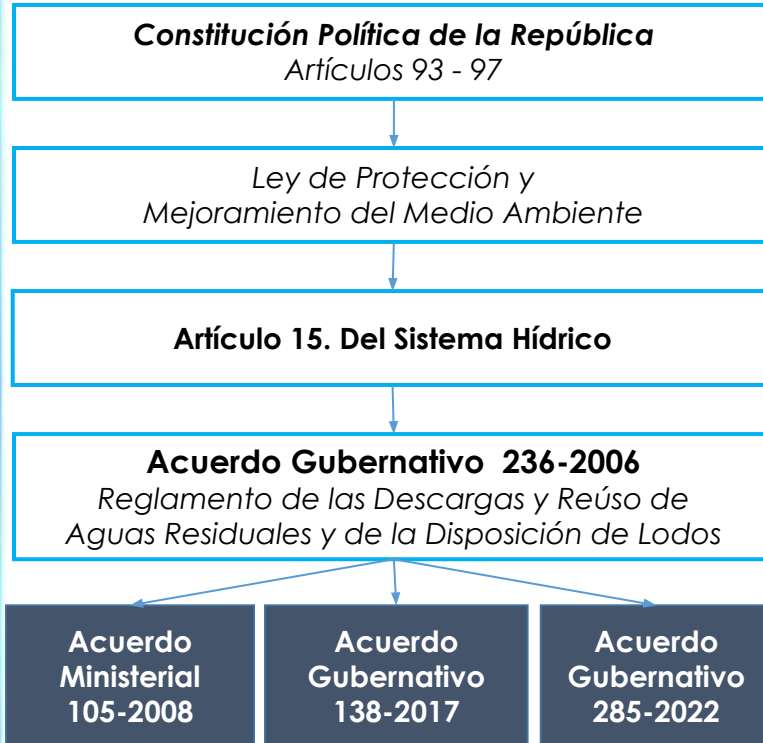 Constitución Política de la República
Artículos 93 - 97
Ley de Protección y
Mejoramiento del Medio Ambiente
Artículo 15. Del Sistema Hídrico
Acuerdo Gubernativo 236-2006
Reglamento de las Descargas y Reúso de
Aguas Residuales y de la Disposición de Lodos
Acuerdo
Ministerial
105-2008
Acuerdo
Gubernativo
138-2017
Acuerdo
Gubernativo
285-2022